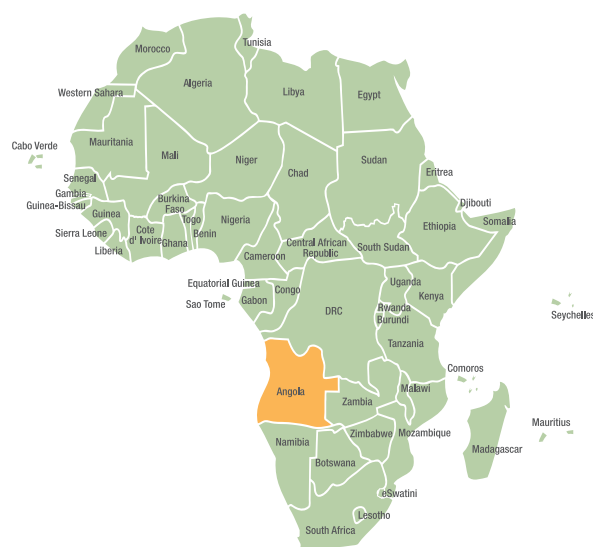 Tunisia
Morocco
Algeria
Libya
Egypt
Western Sahara
Mauritania
Mali
Niger
Chad
Sudan
Eritrea
Cabo Verde
Senegal
Gambia
Guinea-Bissau
Guinea
Sierra Leone
Liberia
Cote
d' Ivoire
Burkina
Faso
Ghana
Togo
Benin
Nigeria
Cameroon
Central African
Republic
South Sudan
Ethiopia
Djibouti
Somalia
Equatorial Guinea
Sao Tome
Gabon
Congo
DRC
Uganda
Kenya
Rwanda
Burundi
Tanzania
Seychelles
Comoros
Angola
Zambia
Malawi
Mozambique
Zimbabwe
Namibia
Botswana
Madagascar
Mauritius
eSwatini
Lesotho
South Africa